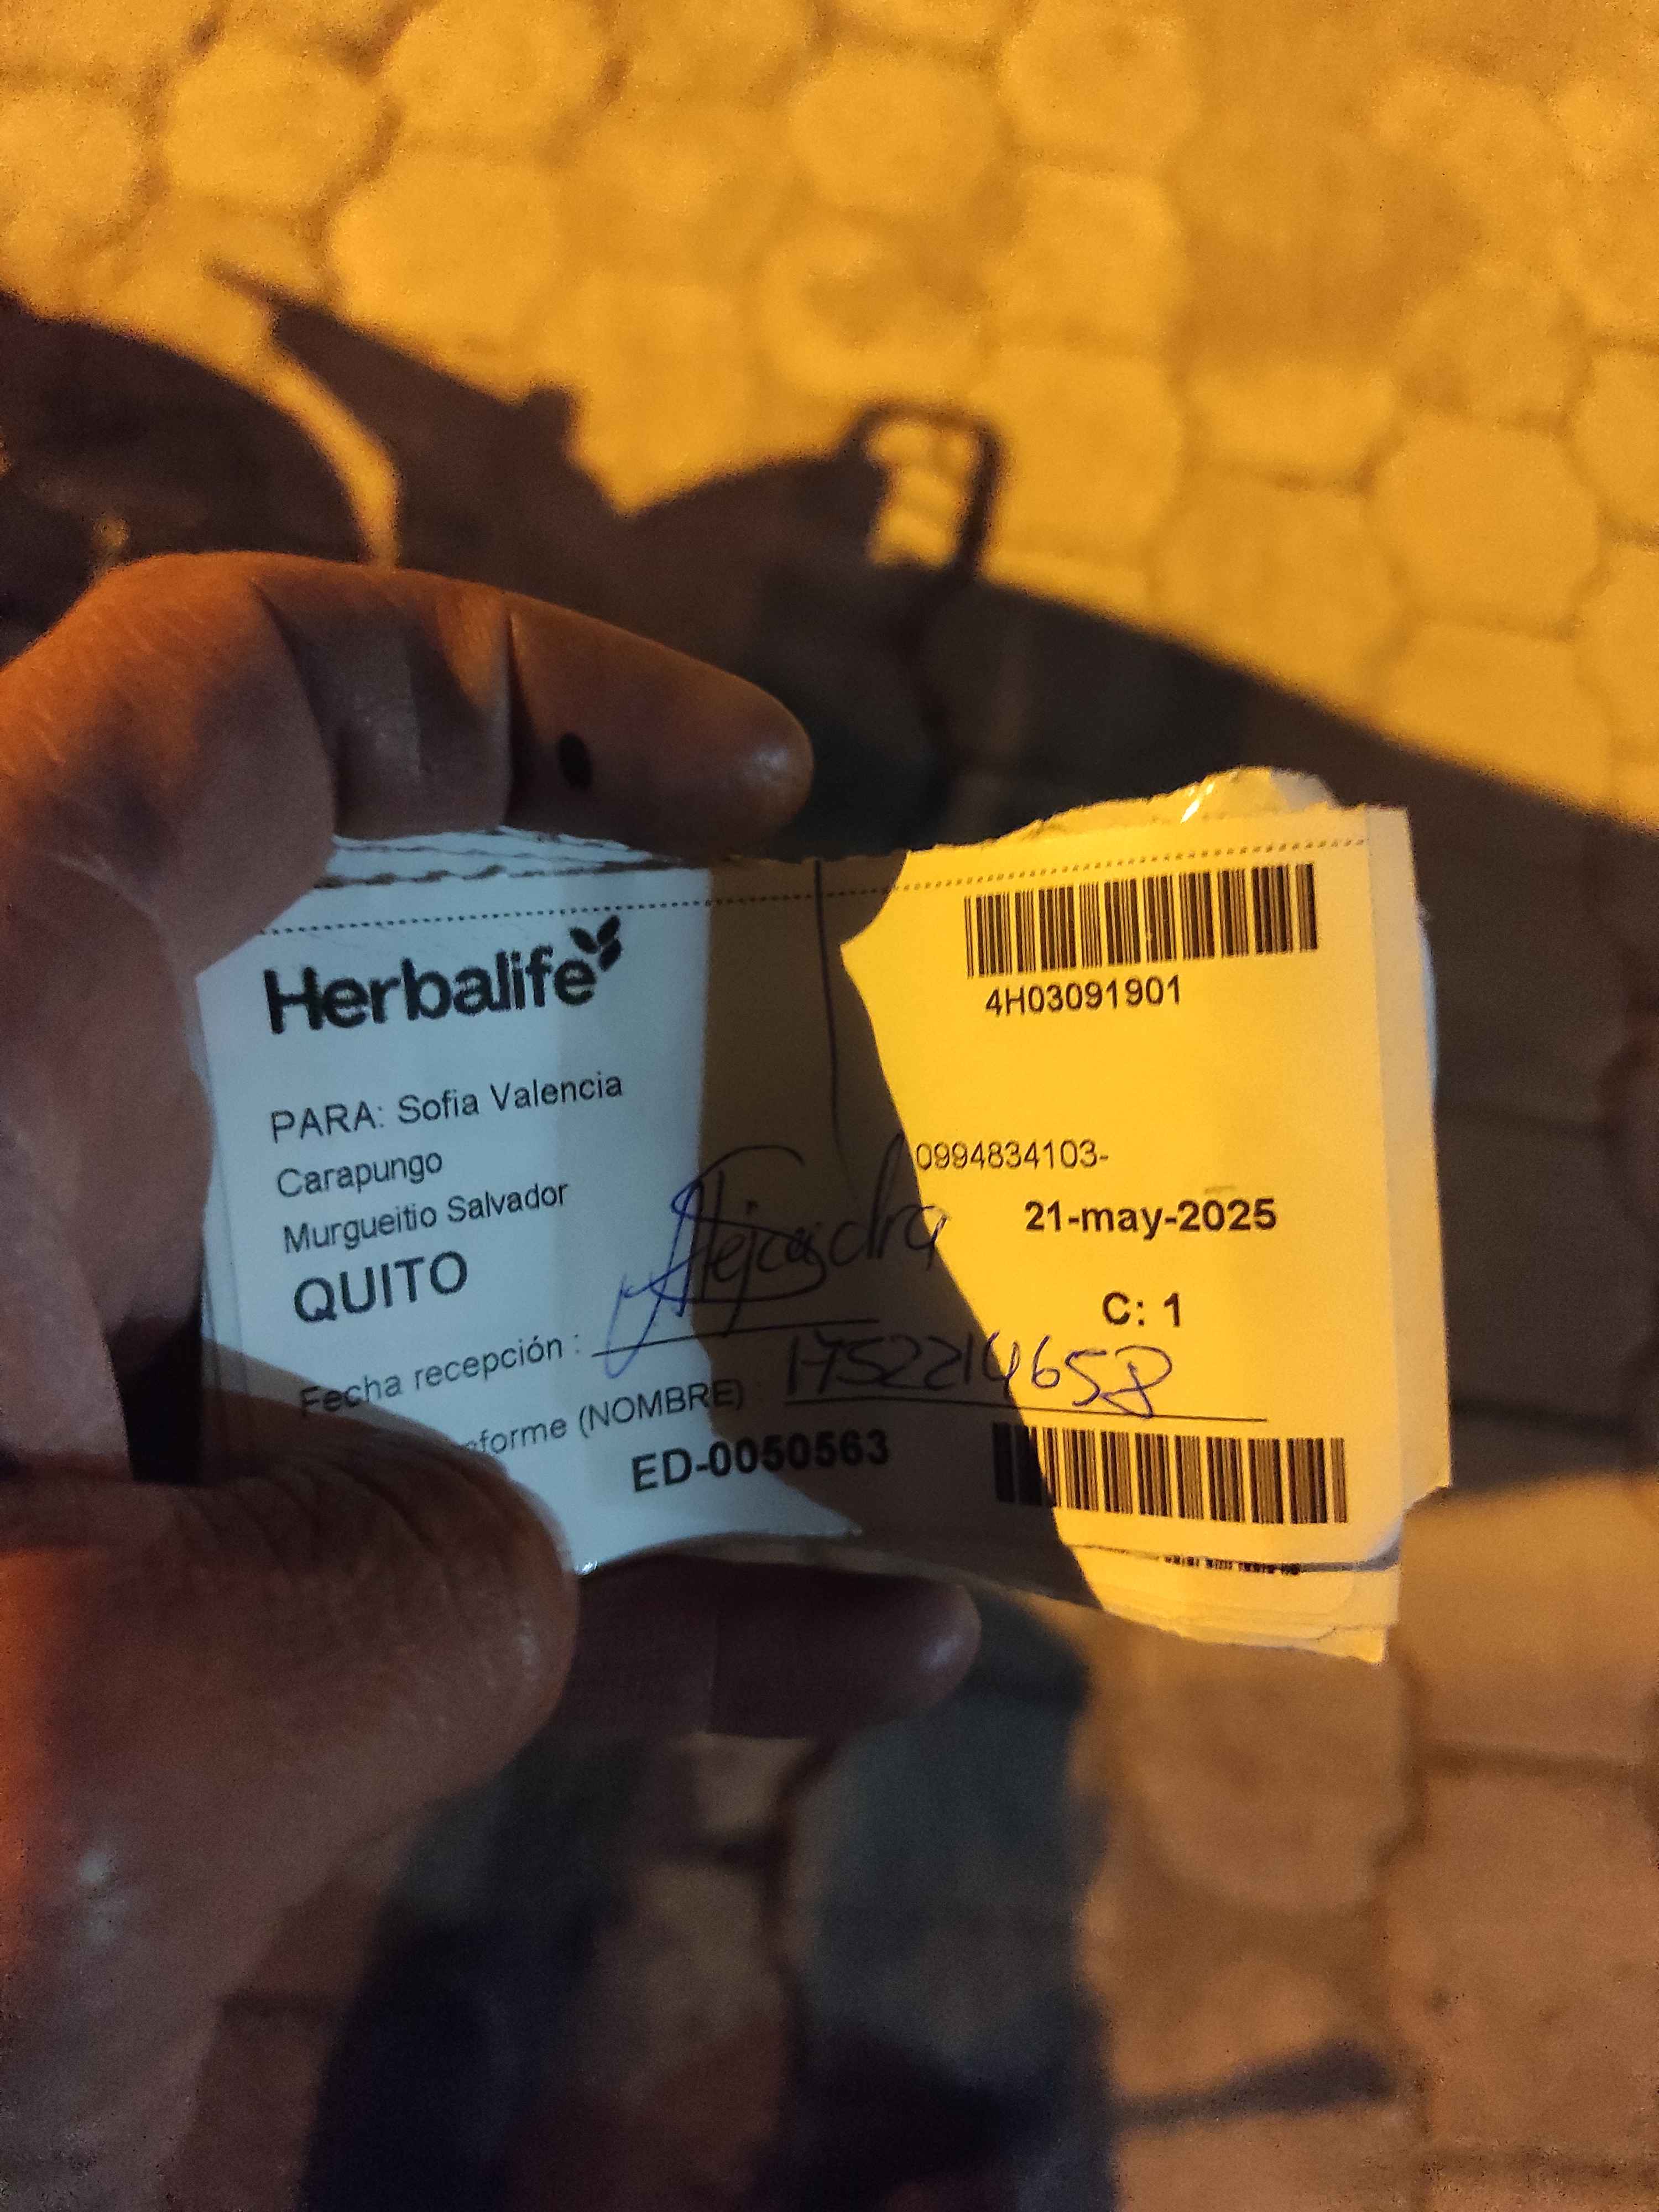 Herbalife
4H03091901
PARA: Sofia Valencia
0994834103-
Carapungo
21-may-2025
Murgueitio Salvador
QUITO
C: 1
Fecha recepción : Alejandra
nforme (NOMBRE) 1752214658
ED-0050563